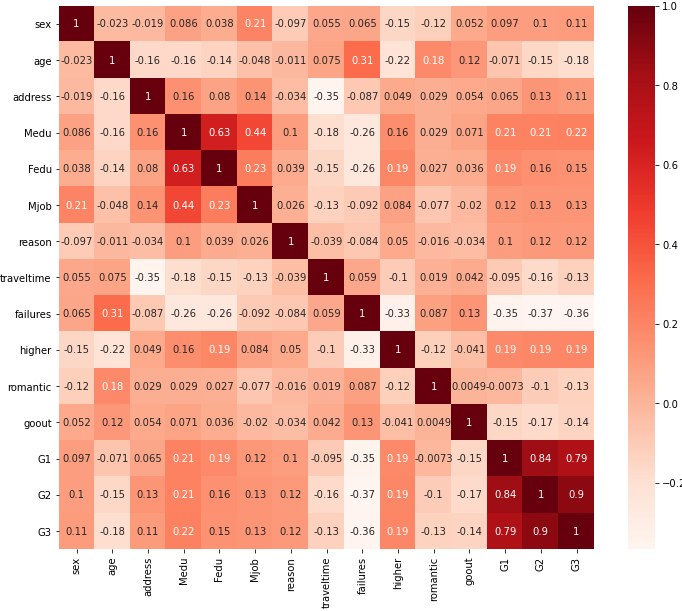 sex 1 -0.023 -0.019 0.086 0.038 0.21 -0.097 0.055 0.065 -0.15 -0.12 0.052 0.097 0.1 0.11
age -0.023 1 -0.16 -0.16 -0.14 -0.048 -0.011 0.075 0.31 -0.22 0.18 0.12 -0.071 -0.15 -0.18
address -0.019 -0.16 1 0.16 0.08 0.14 -0.034 -0.35 -0.087 0.049 0.029 0.054 0.065 0.13 0.11
Medu 0.086 -0.16 0.16 1 0.63 0.44 0.1 -0.18 -0.26 0.16 0.029 0.071 0.21 0.21 0.22
Fedu 0.038 -0.14 0.08 0.63 1 0.23 0.039 -0.15 -0.26 0.19 0.027 0.036 0.19 0.16 0.15
Mjob 0.21 -0.048 0.14 0.44 0.23 1 0.026 -0.13 -0.092 0.084 -0.077 -0.02 0.12 0.13 0.13
reason -0.097 -0.011 -0.034 0.1 0.039 0.026 1 -0.039 -0.084 0.05 -0.016 -0.034 0.1 0.12 0.12
traveltime 0.055 0.075 -0.35 -0.18 -0.15 -0.13 -0.039 1 0.059 -0.1 0.019 0.042 -0.095 -0.16 -0.13
failures 0.065 0.31 -0.087 -0.26 -0.26 -0.092 -0.084 0.059 1 -0.33 0.087 0.13 -0.35 -0.37 -0.36
higher -0.15 -0.22 0.049 0.16 0.19 0.084 0.05 -0.1 -0.33 1 -0.12 -0.041 0.19 0.19 0.19
romantic -0.12 0.18 0.029 0.029 0.027 -0.077 -0.016 0.019 0.087 -0.12 1 0.0049 -0.0073 -0.1 -0.13
goout 0.052 0.12 0.054 0.071 0.036 -0.02 -0.034 0.042 0.13 -0.041 0.0049 1 -0.15 -0.17 -0.14
G1 0.097 -0.071 0.065 0.21 0.19 0.12 0.1 -0.095 -0.35 0.19 -0.0073 -0.15 1 0.84 0.79
G2 0.1 -0.15 0.13 0.21 0.16 0.13 0.12 -0.16 -0.37 0.19 -0.1 -0.17 0.84 1 0.9
G3 0.11 -0.18 0.11 0.22 0.15 0.13 0.12 -0.13 -0.36 0.19 -0.13 -0.14 0.79 0.9 1
sex age address Medu Fedu Mjob reason traveltime failures higher romantic goout G1 G2 G3
1.0
0.8
0.6
0.4
0.2
0.0
-0.2